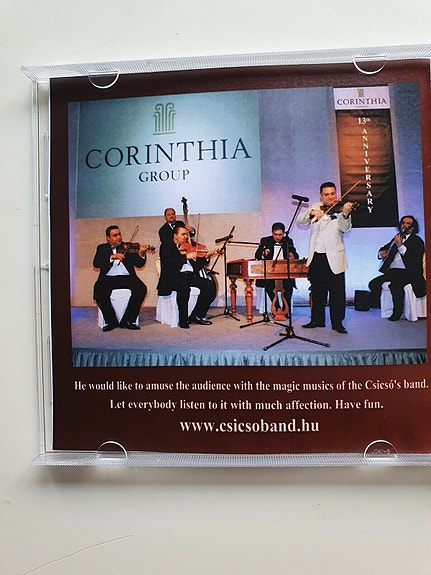 CORINTHIA
GROUP
CORINTHIA
13th ANNIVERSARY
He would like to amuse the audience with the magic musics of the Csicsó's band.
Let everybody listen to it with much affection. Have fun.
www.csicsoband.hu